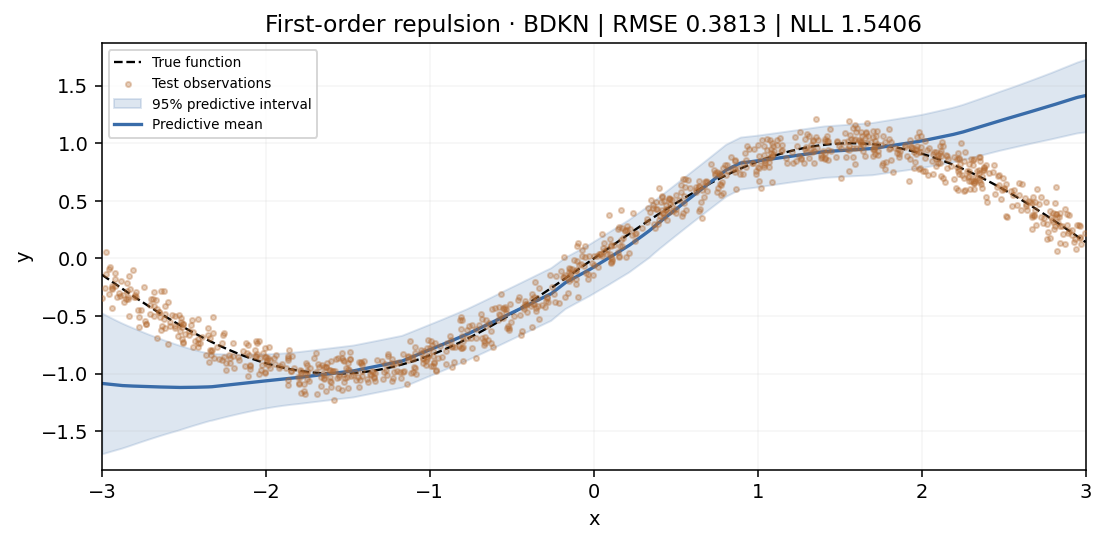 First-order repulsion · BDKN | RMSE 0.3813 | NLL 1.5406
True function
Test observations
95% predictive interval
Predictive mean
1.5
1.0
0.5
0.0
−0.5
−1.0
−1.5
y
−3 −2 −1 0 1 2 3
x